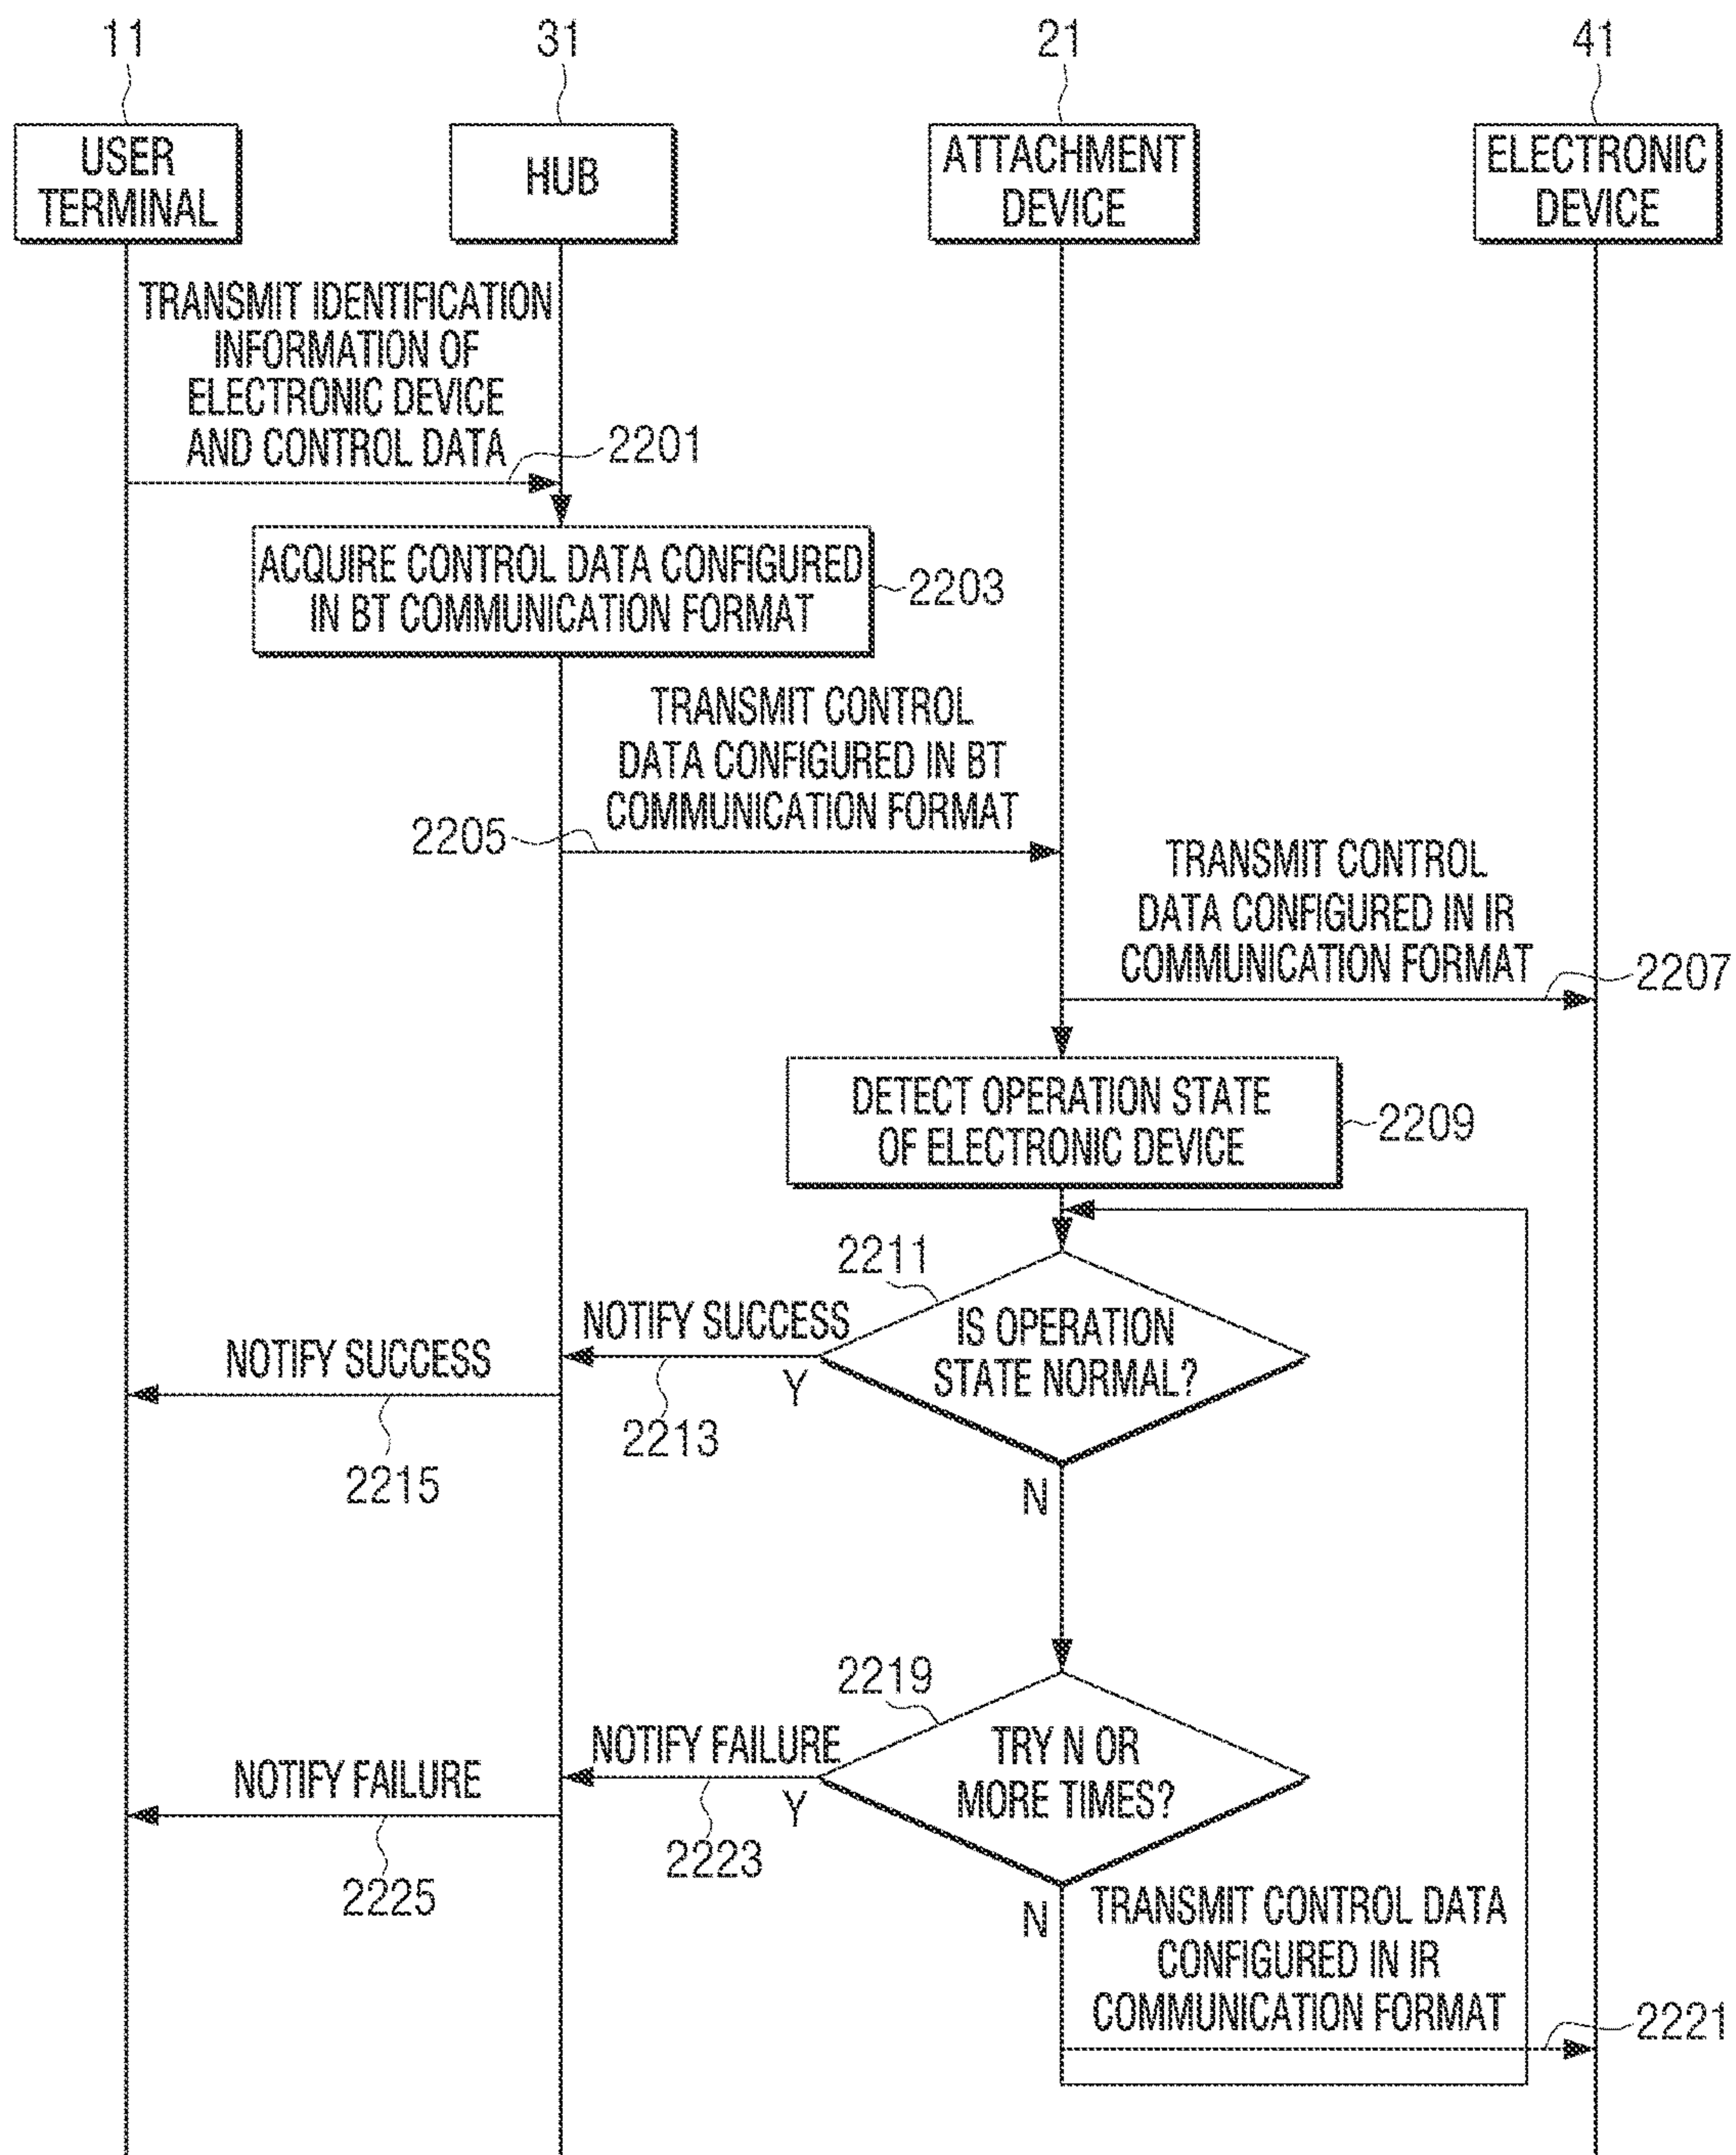 11
31
21
41
USER
TERMINAL
HUB
ATTACHMENT
DEVICE
ELECTRONIC
DEVICE
TRANSMIT IDENTIFICATION
INFORMATION OF
ELECTRONIC DEVICE
AND CONTROL DATA
2201
ACQUIRE CONTROL DATA CONFIGURED
IN BT COMMUNICATION FORMAT
2203
TRANSMIT CONTROL
DATA CONFIGURED IN BT
COMMUNICATION FORMAT
2205
TRANSMIT CONTROL
DATA CONFIGURED IN IR
COMMUNICATION FORMAT
2207
DETECT OPERATION STATE
OF ELECTRONIC DEVICE
2209
2211
IS OPERATION
STATE NORMAL?
NOTIFY SUCCESS
Y
2213
NOTIFY SUCCESS
2215
N
2219
TRY N OR
MORE TIMES?
NOTIFY FAILURE
Y
2223
NOTIFY FAILURE
2225
N
TRANSMIT CONTROL DATA
CONFIGURED IN IR
COMMUNICATION FORMAT
2221